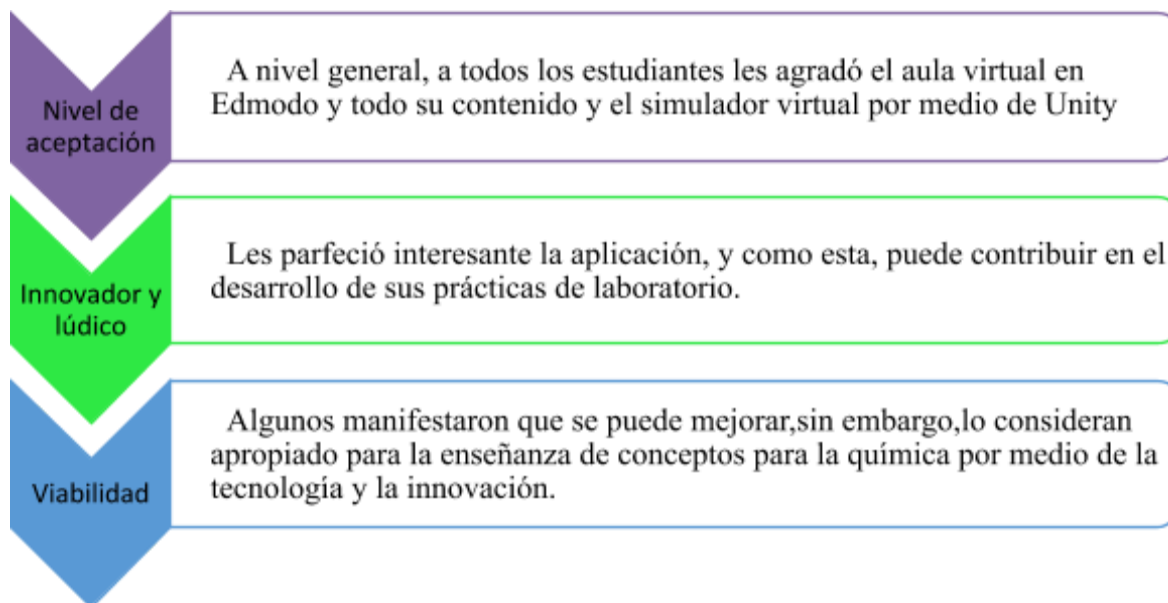 Nivel de
aceptación
A nivel general, a todos los estudiantes les agradó el aula virtual en
Edmodo y todo su contenido y el simulador virtual por medio de Unity
Innovador y
lúdico
Les parfeció interesante la aplicación, y como esta, puede contribuir en el
desarrollo de sus prácticas de laboratorio.
Viabilidad
Algunos manifestaron que se puede mejorar,sin embargo,lo consideran
apropiado para la enseñanza de conceptos para la química por medio de la
tecnología y la innovación.